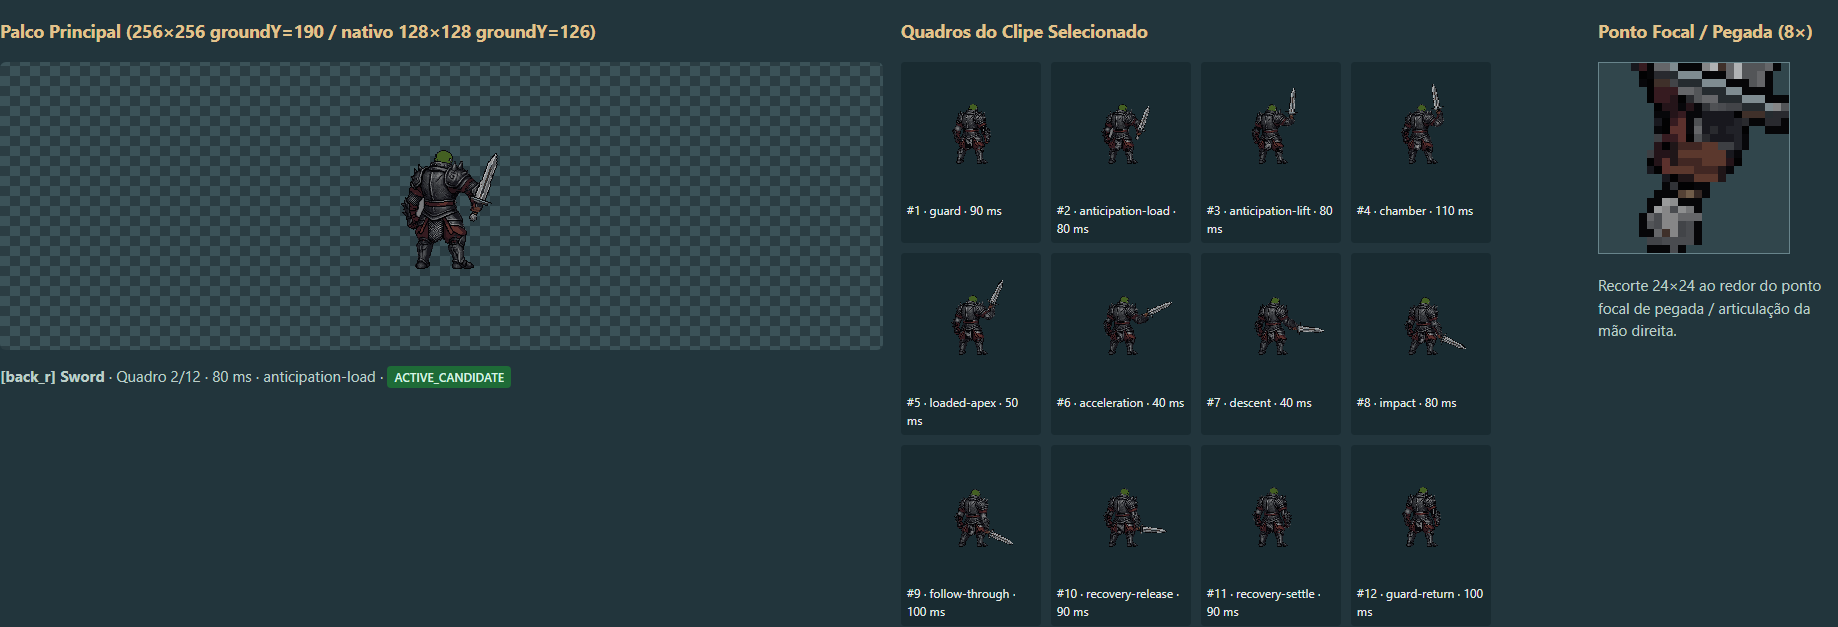 Palco Principal (256×256 groundY=190 / nativo 128×128 groundY=126)
[back_r] Sword · Quadro 2/12 · 80 ms · anticipation-load · ACTIVE_CANDIDATE
Quadros do Clipe Selecionado
#1 · guard · 90 ms
#2 · anticipation-load ·
80 ms
#3 · anticipation-lift · 80
ms
#4 · chamber · 110 ms
#5 · loaded-apex · 50
ms
#6 · acceleration · 40 ms
#7 · descent · 40 ms
#8 · impact · 80 ms
#9 · follow-through ·
100 ms
#10 · recovery-release ·
90 ms
#11 · recovery-settle ·
90 ms
#12 · guard-return · 100
ms
Ponto Focal / Pegada (8×)
Recorte 24×24 ao redor do ponto
focal de pegada / articulação da
mão direita.